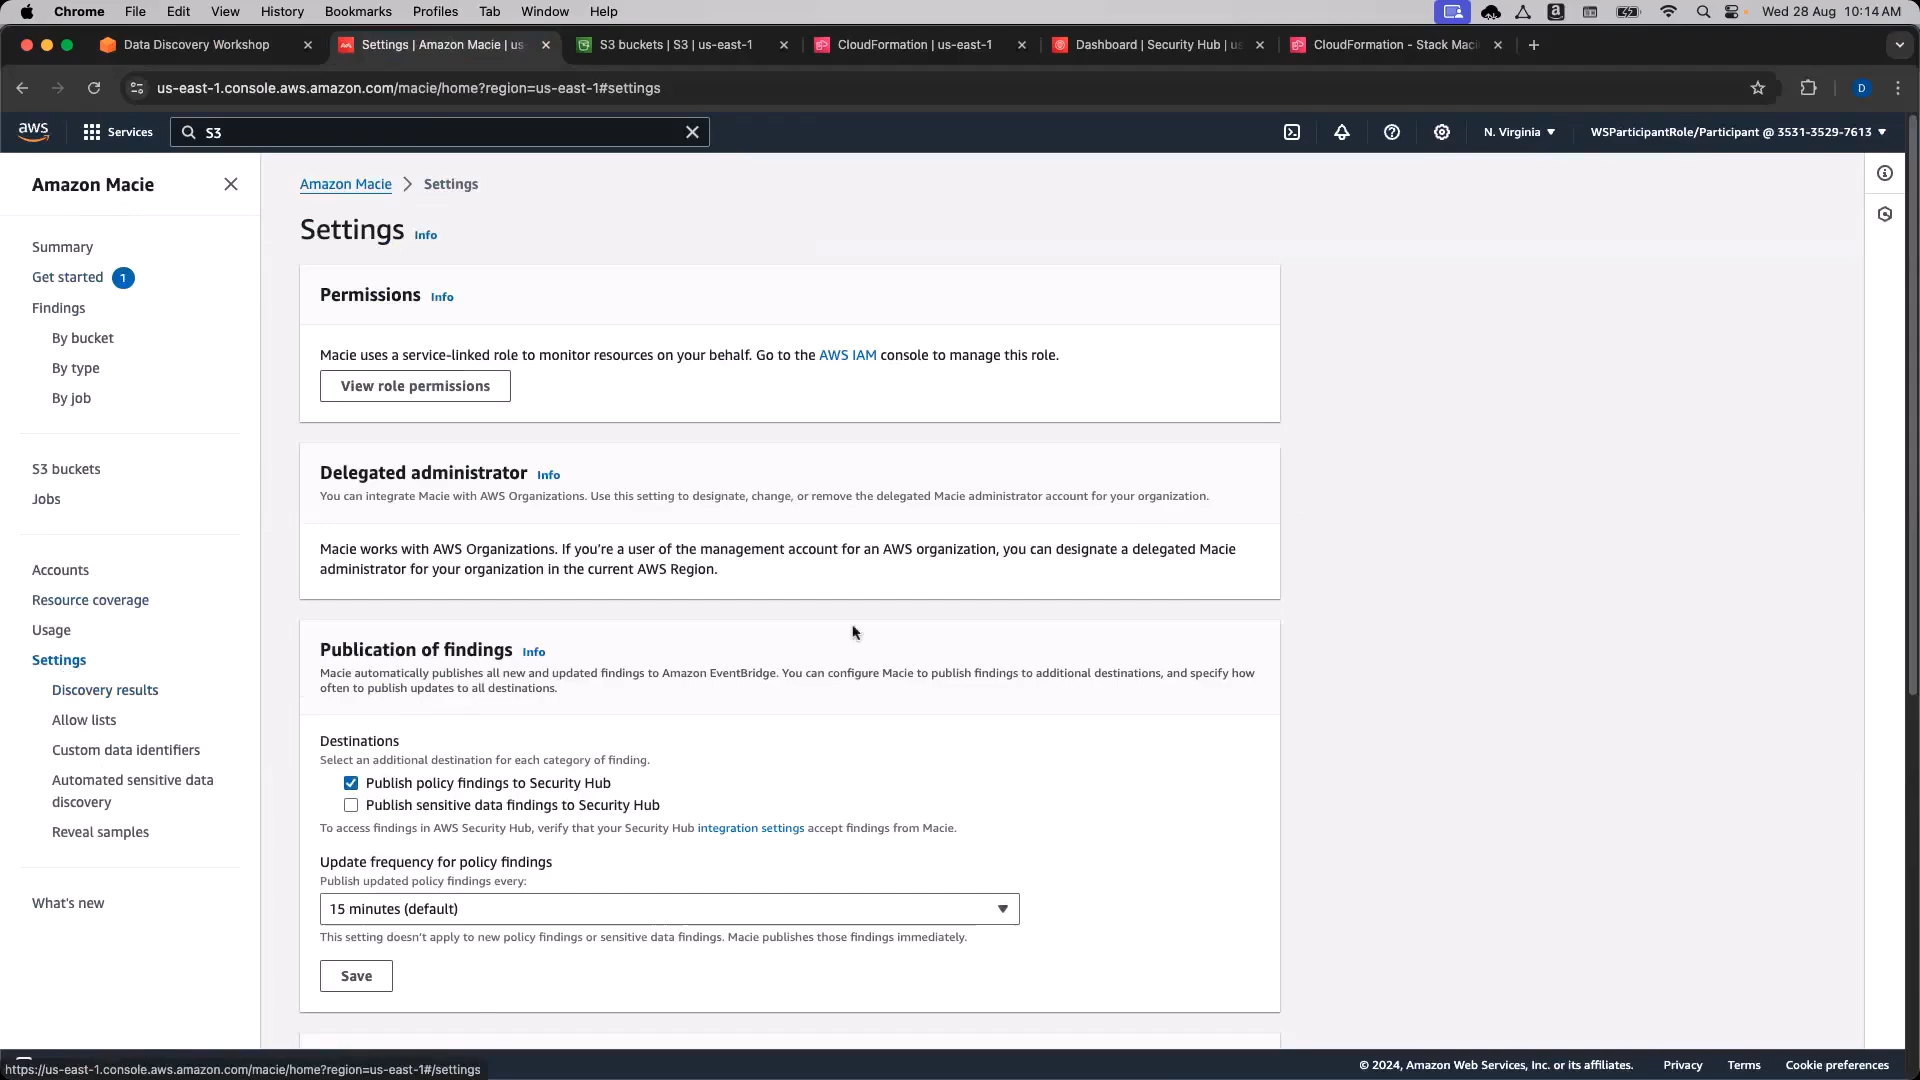 Chrome File Edit View History Bookmarks Profiles Tab Window Help Wed 28 Aug 10:14 AM
Data Discovery Workshop Settings | Amazon Macie | us S3 buckets | S3 | us-east-1 CloudFormation | us-east-1 Dashboard | Security Hub | us CloudFormation - Stack Maci
us-east-1.console.aws.amazon.com/macie/home?region=us-east-1#settings D
aws Services S3 N. Virginia WSParticipantRole/Participant @ 3531-3529-7613
Amazon Macie
Summary
Get started 1
Findings
By bucket
By type
By job
S3 buckets
Jobs
Accounts
Resource coverage
Usage
Settings
Discovery results
Allow lists
Custom data identifiers
Automated sensitive data
discovery
Reveal samples
What's new
Amazon Macie > Settings
Settings Info
Permissions Info
Macie uses a service-linked role to monitor resources on your behalf. Go to the AWS IAM console to manage this role.
View role permissions
Delegated administrator Info
You can integrate Macie with AWS Organizations. Use this setting to designate, change, or remove the delegated Macie administrator account for your organization.
Macie works with AWS Organizations. If you're a user of the management account for an AWS organization, you can designate a delegated Macie
administrator for your organization in the current AWS Region.
Publication of findings Info
Macie automatically publishes all new and updated findings to Amazon EventBridge. You can configure Macie to publish findings to additional destinations, and specify how
often to publish updates to all destinations.
Destinations
Select an additional destination for each category of finding.
Publish policy findings to Security Hub
Publish sensitive data findings to Security Hub
To access findings in AWS Security Hub, verify that your Security Hub integration settings accept findings from Macie.
Update frequency for policy findings
Publish updated policy findings every:
15 minutes (default)
This setting doesn't apply to new policy findings or sensitive data findings. Macie publishes those findings immediately.
Save
https://us-east-1.console.aws.amazon.com/macie/home?region=us-east-1#/settings
© 2024, Amazon Web Services, Inc. or its affiliates. Privacy Terms Cookie preferences